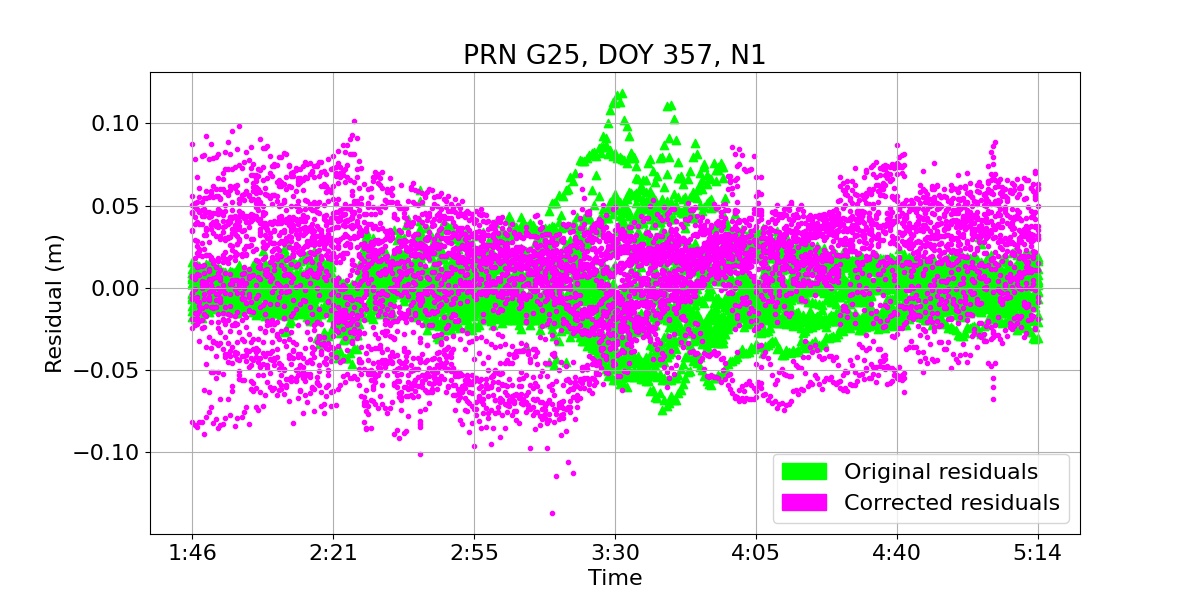 PRN G25, DOY 357, N1
Residual (m)
0.10
0.05
0.00
−0.05
−0.10
Original residuals
Corrected residuals
1:46 2:21 2:55 3:30 4:05 4:40 5:14
Time